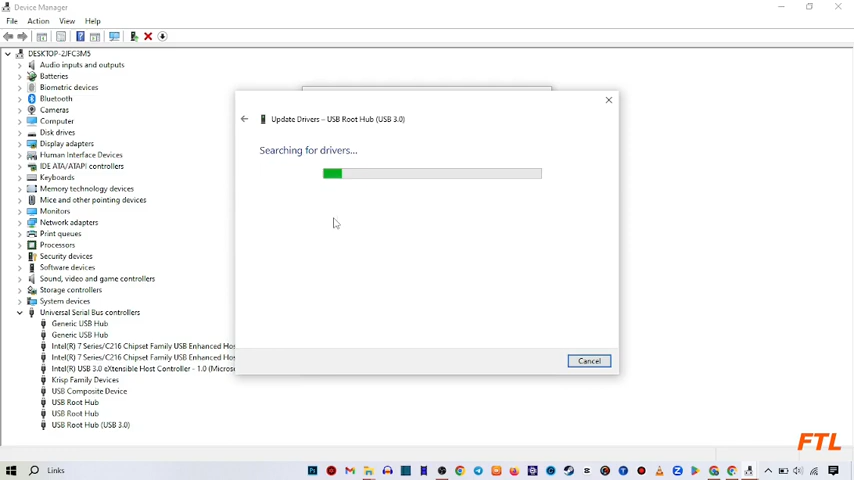 Device Manager
File Action View Help
DESKTOP-2JFC3M5
Audio inputs and outputs
Batteries
Biometric devices
Bluetooth
Cameras
Computer
Disk drives
Display adapters
Human Interface Devices
IDE ATA/ATAPI controllers
Keyboards
Memory technology devices
Mice and other pointing devices
Monitors
Network adapters
Print queues
Processors
Security devices
Software devices
Sound, video and game controllers
Storage controllers
System devices
Universal Serial Bus controllers
Generic USB Hub
Generic USB Hub
Intel(R) 7 Series/C216 Chipset Family USB Enhanced Ho
Intel(R) 7 Series/C216 Chipset Family USB Enhanced Ho
Intel(R) USB 3.0 eXtensible Host Controller - 1.0 (Micros
Krisp Family Devices
USB Composite Device
USB Root Hub
USB Root Hub
USB Root Hub (USB 3.0)
Update Drivers – USB Root Hub (USB 3.0)
Searching for drivers...
Cancel
FTL
Links